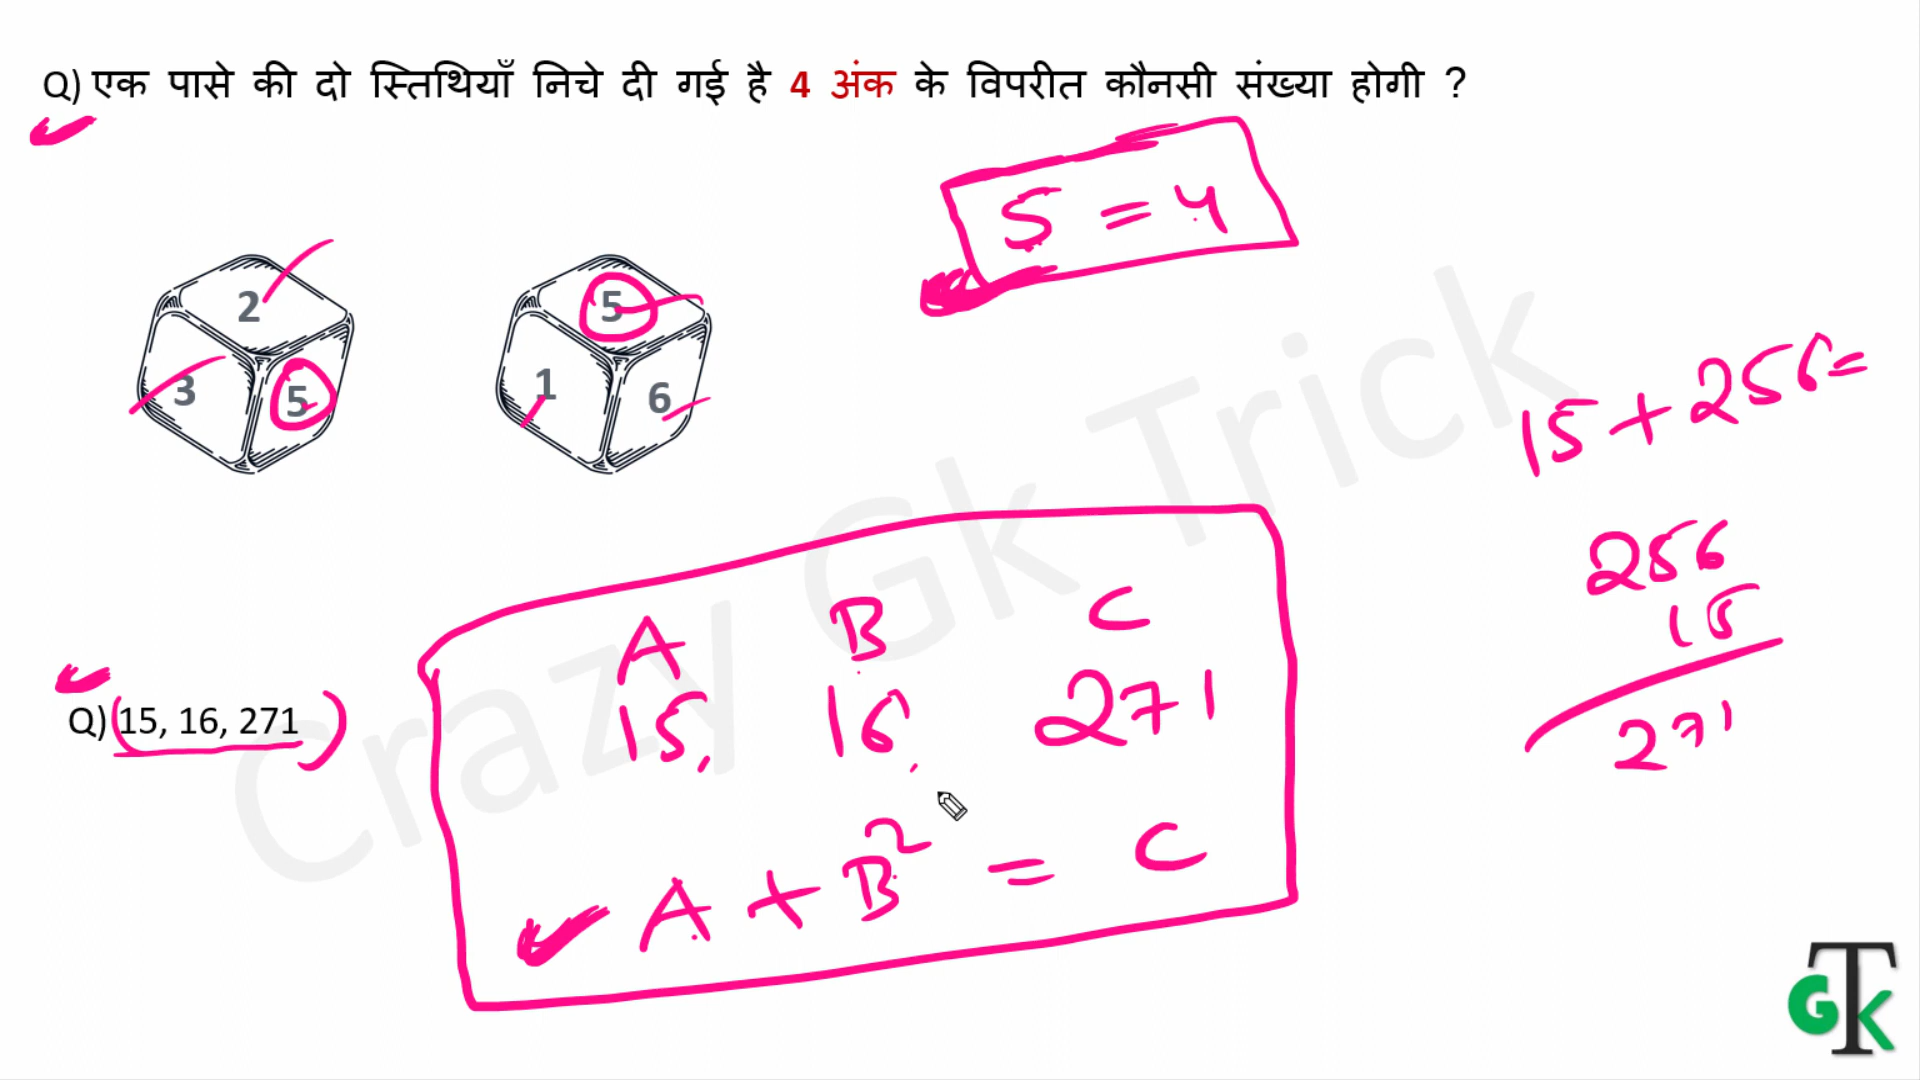 Q) एक पासे की दो स्तिथियाँ निचे दी गई है 4 अंक के विपरीत कौनसी संख्या होगी ?
5 = 4
2
3
5
5
1
6
15 + 256 =
256
15
271
Q) 15, 16, 271
A B C
15, 16, 271
A + B² = C
Crazy Gk Trick
GTK